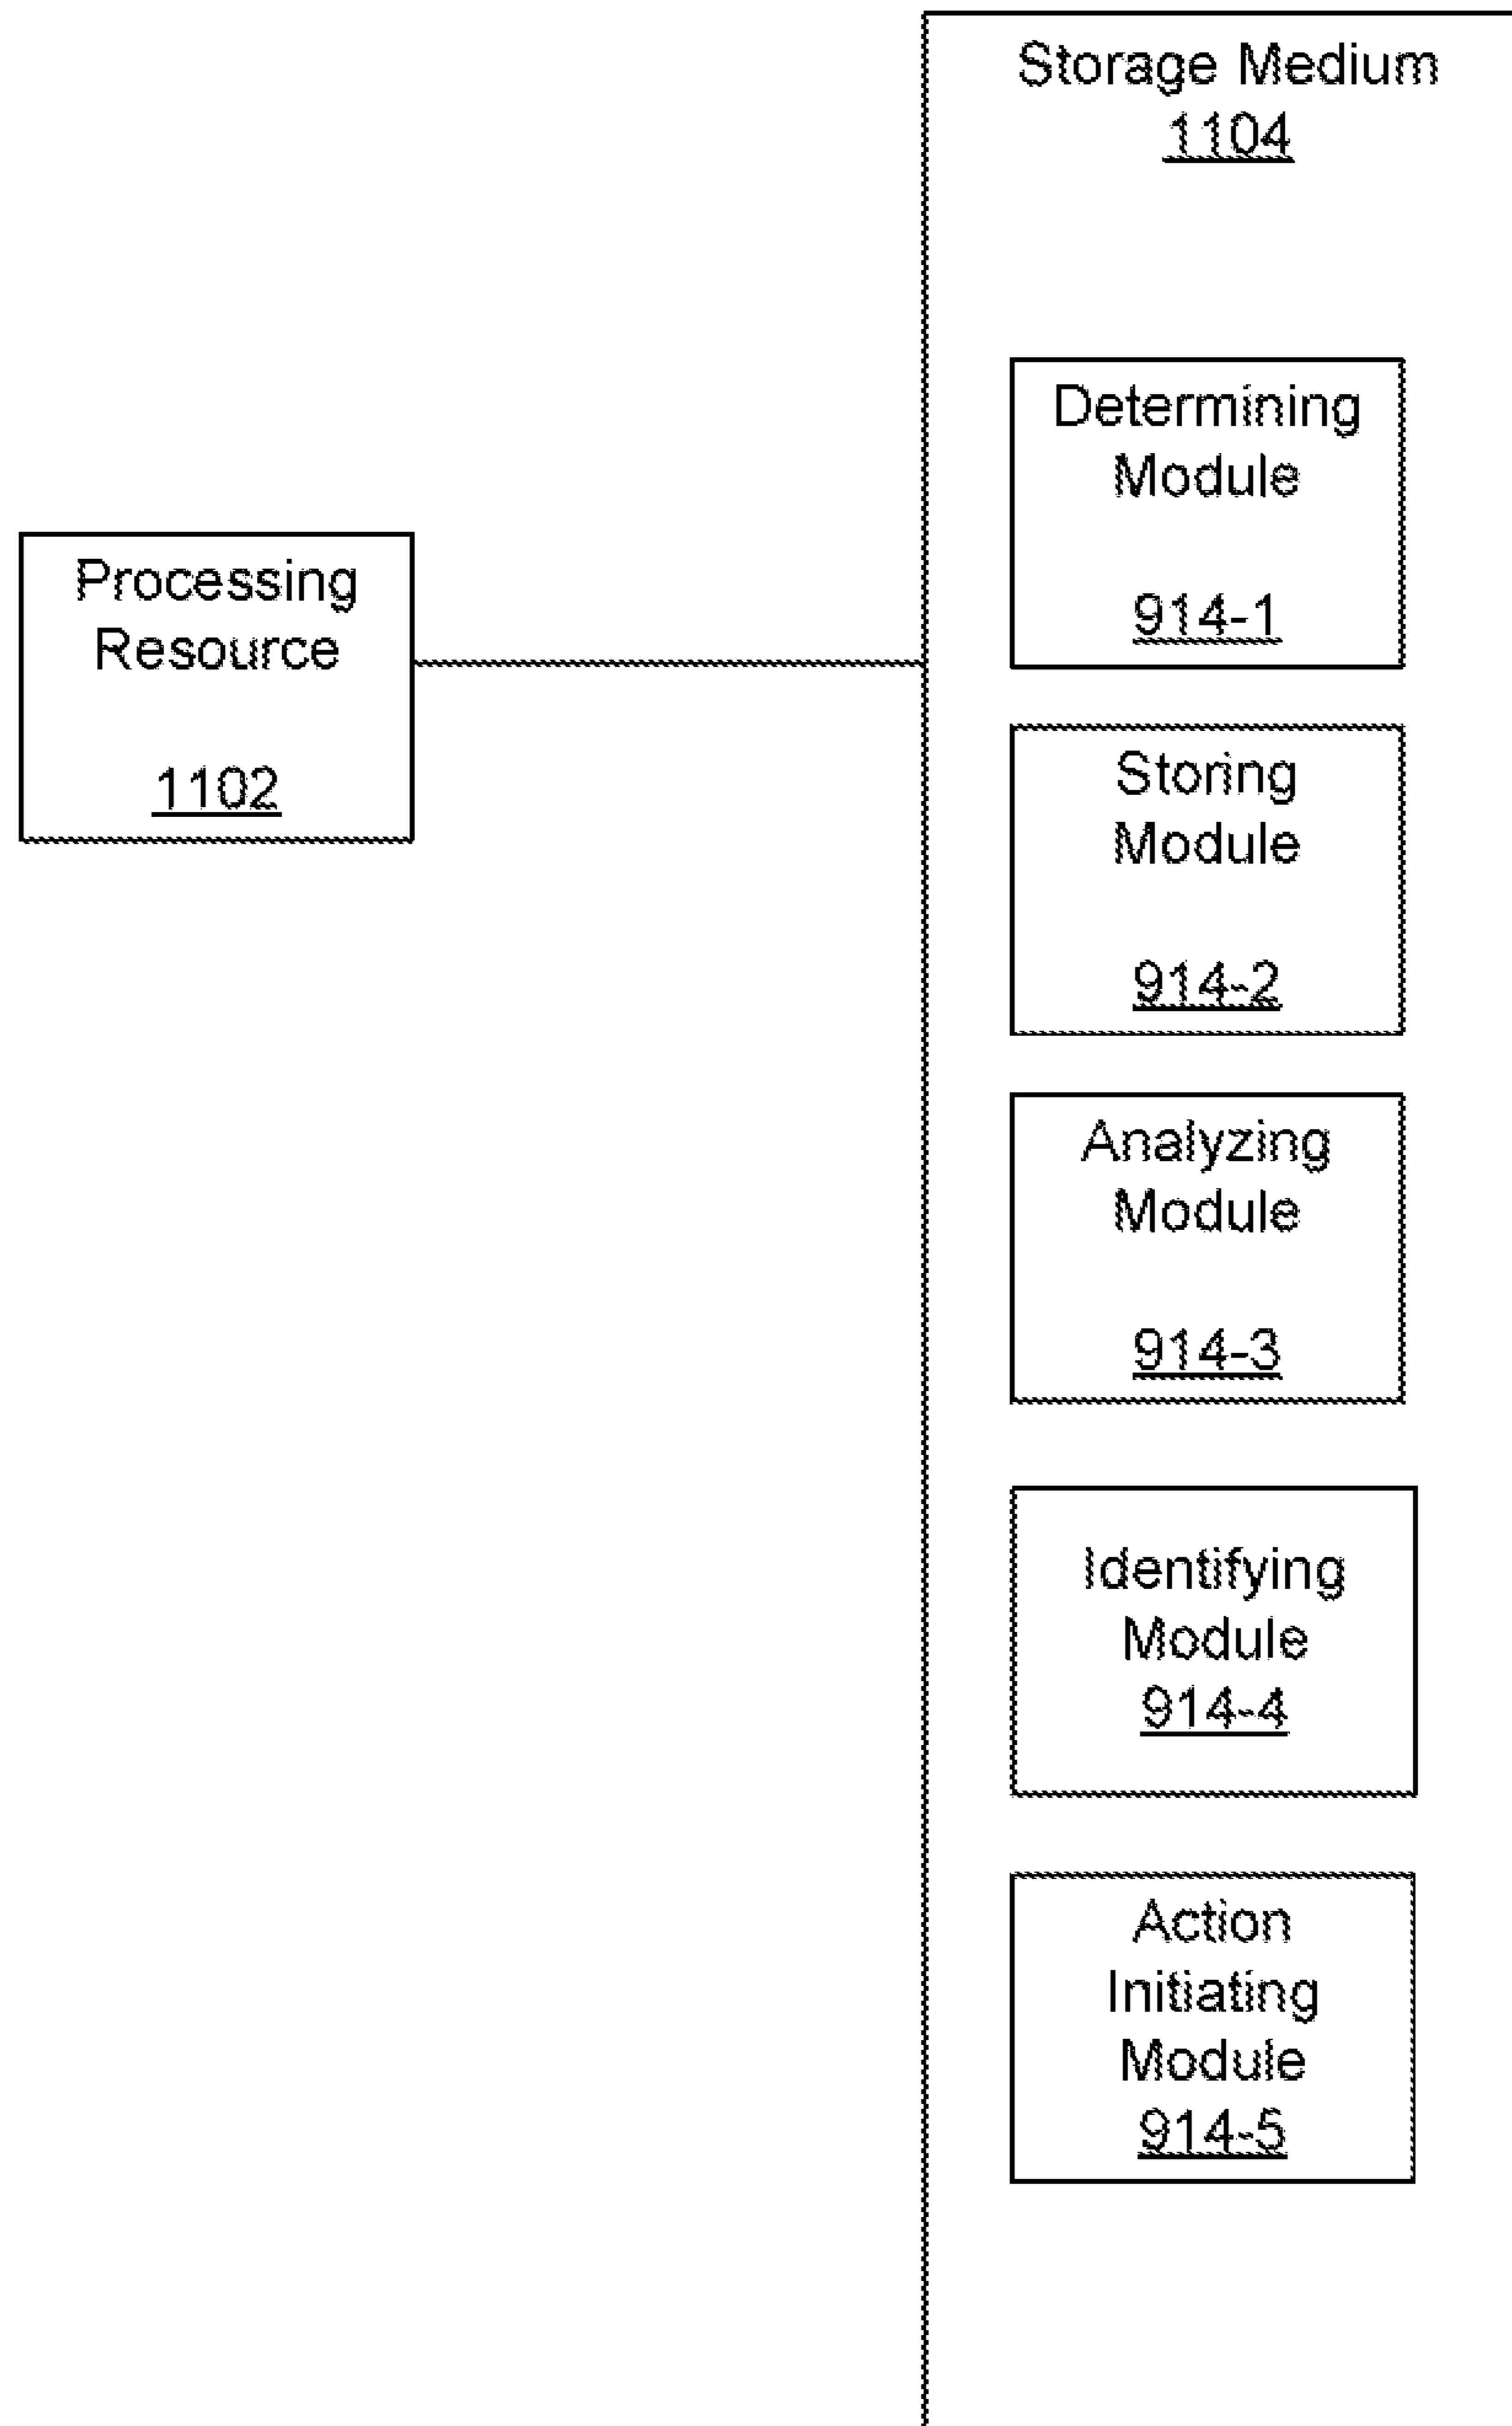 Storage Medium
1104
Processing
Resource
1102
Determining
Module
914-1
Storing
Module
914-2
Analyzing
Module
914-3
Identifying
Module
914-4
Action
Initiating
Module
914-5